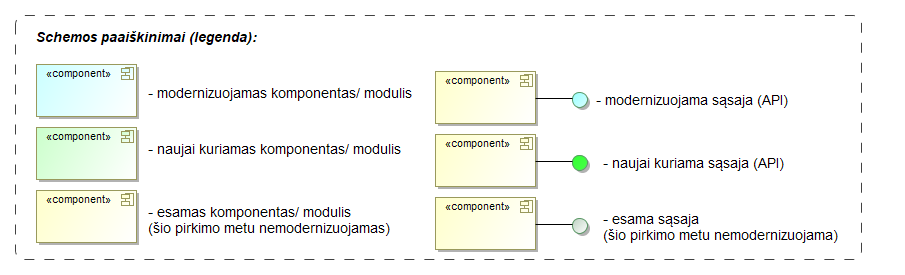 Schemos paaiškinimai (legenda):
«component»
- modernizuojamas komponentas/ modulis
«component»
- naujai kuriamas komponentas/ modulis
«component»
- esamas komponentas/ modulis
(šio pirkimo metu nemodernizuojamas)
«component»
- modernizuojama sąsaja (API)
«component»
- naujai kuriama sąsaja (API)
«component»
- esama sąsaja
(šio pirkimo metu nemodernizuojama)